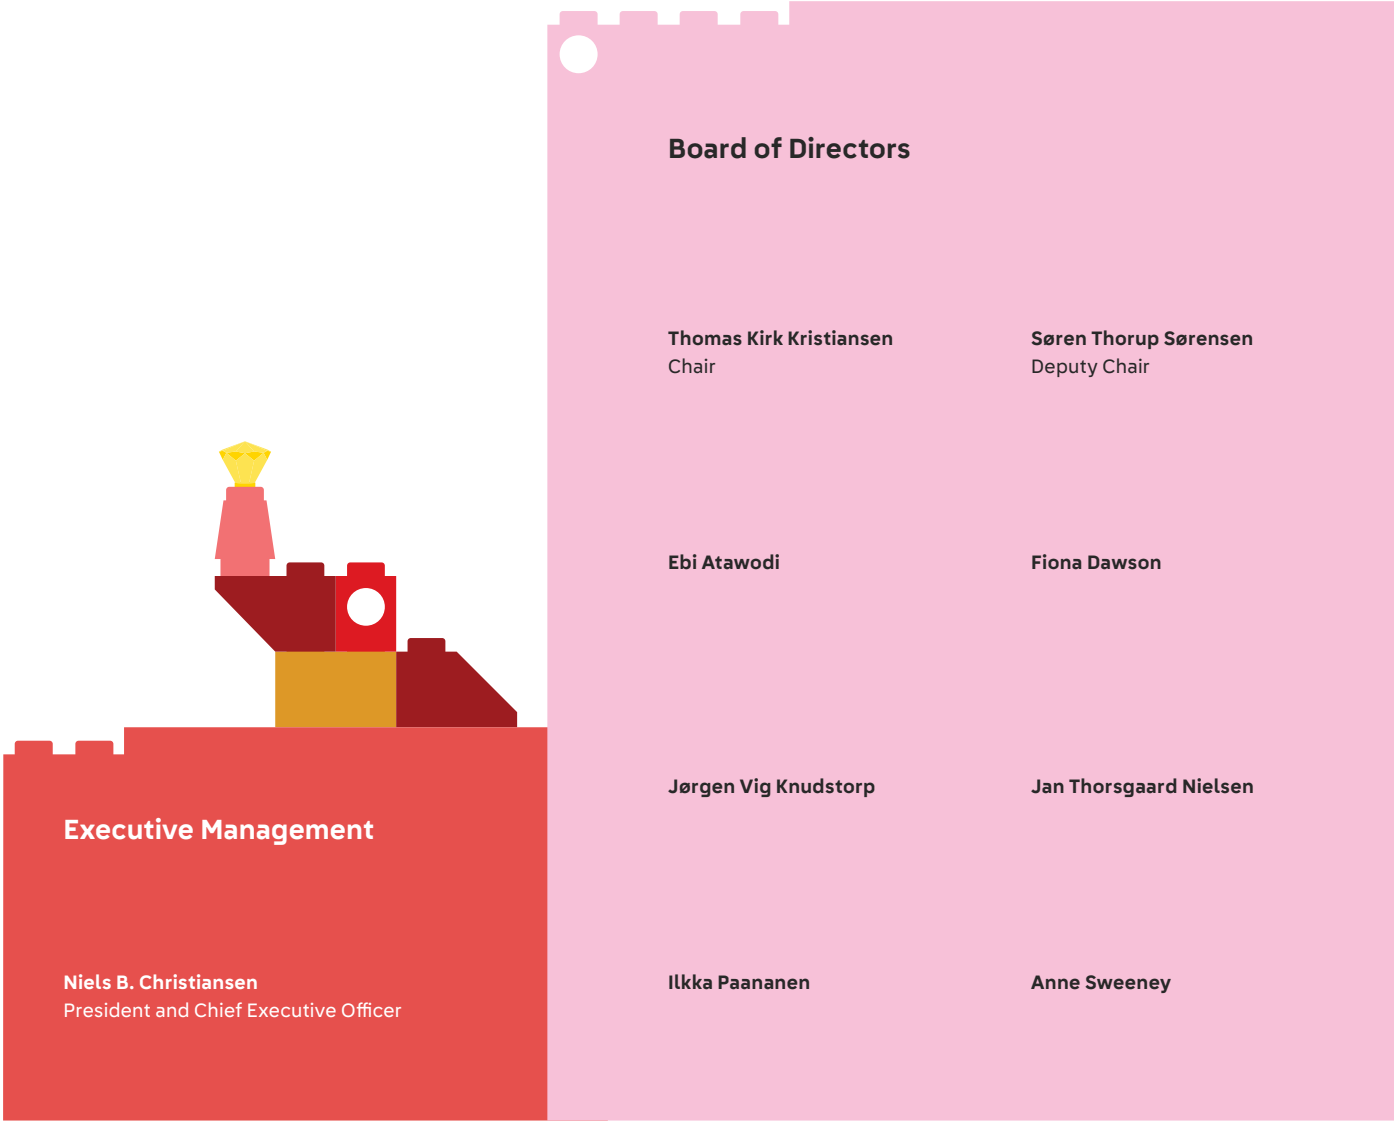 Board of Directors
Thomas Kirk Kristiansen
Chair
Søren Thorup Sørensen
Deputy Chair
Ebi Atawodi
Fiona Dawson
Jørgen Vig Knudstorp
Jan Thorsgaard Nielsen
Ilkka Paananen
Anne Sweeney
Executive Management
Niels B. Christiansen
President and Chief Executive Officer